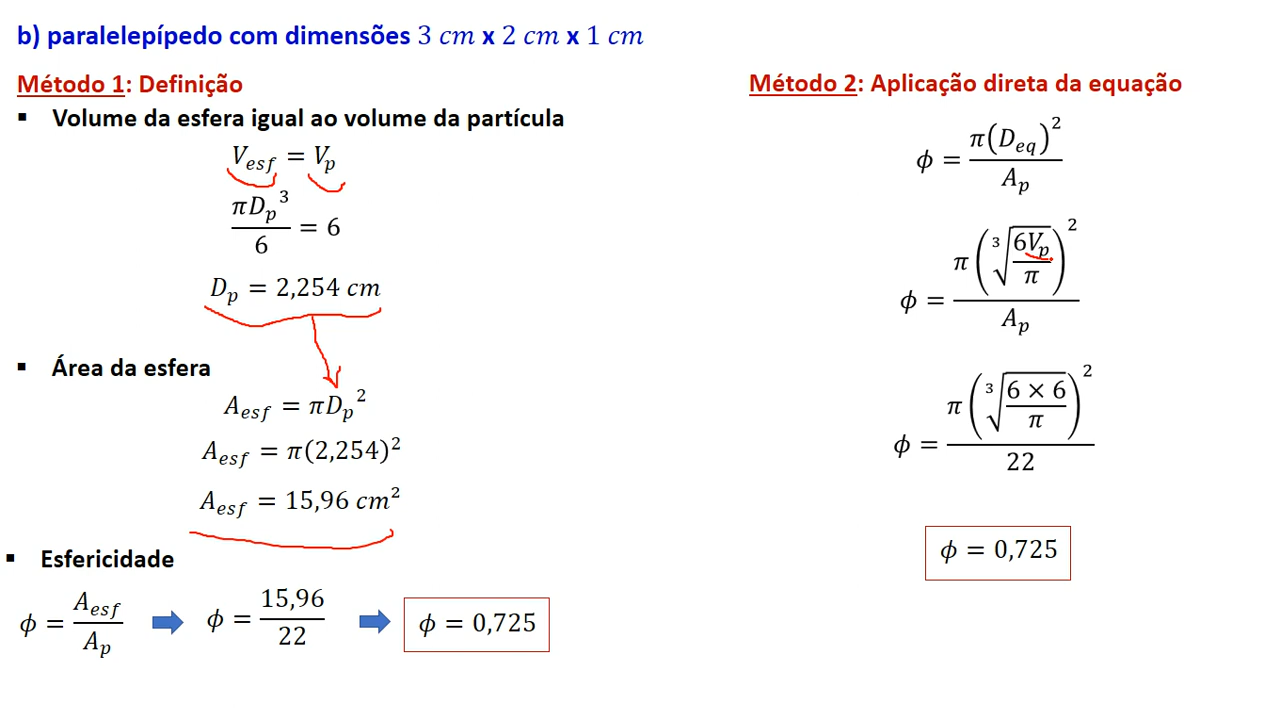 b) paralelepípedo com dimensões 3 cm x 2 cm x 1 cm
Método 1: Definição
▪ Volume da esfera igual ao volume da partícula
V_esf = V_p
πD_p³/6 = 6
D_p = 2,254 cm
▪ Área da esfera
A_esf = πD_p²
A_esf = π(2,254)²
A_esf = 15,96 cm²
▪ Esfericidade
ϕ = A_esf/A_p ➡ ϕ = 15,96/22 ➡ ϕ = 0,725
Método 2: Aplicação direta da equação
ϕ = π(D_eq)²/A_p
ϕ = π(∛(6V_p/π))²/A_p
ϕ = π(∛(6 × 6/π))²/22
ϕ = 0,725